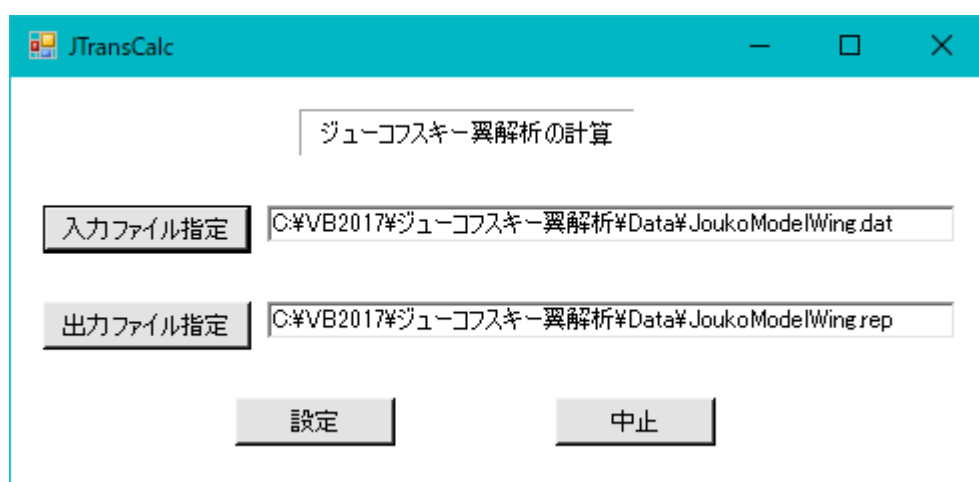 JTransCalc
ジューコフスキー翼解析の計算
入力ファイル指定 C:¥VB2017¥ジューコフスキー翼解析¥Data¥JoukoModelWing.dat
出力ファイル指定 C:¥VB2017¥ジューコフスキー翼解析¥Data¥JoukoModelWing.rep
設定 中止